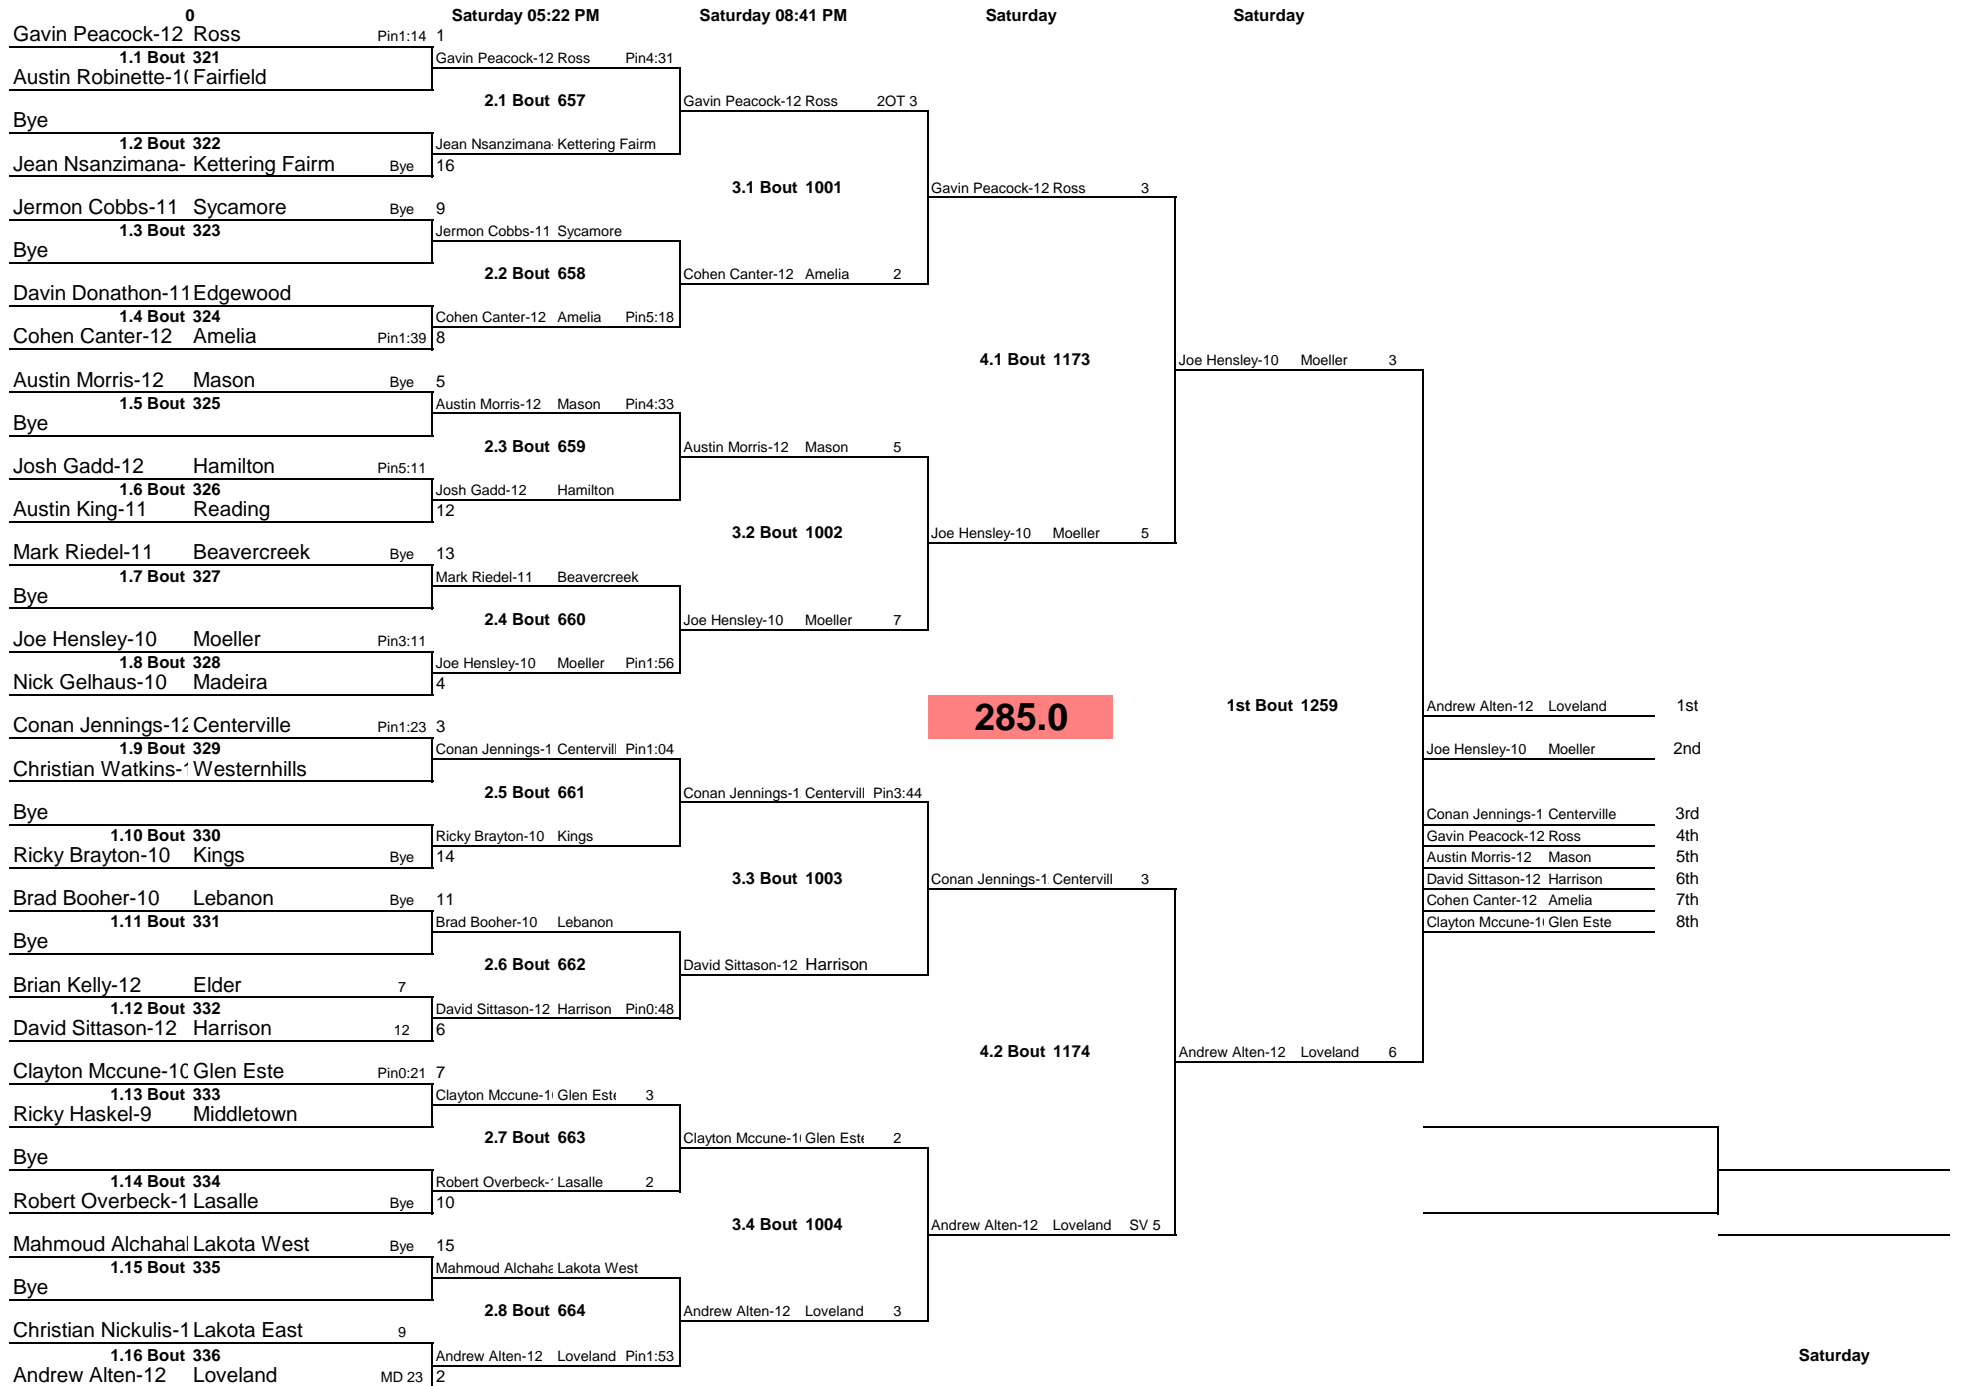 0 Saturday 05:22 PM Saturday 08:41 PM Saturday Saturday
Gavin Peacock-12 Ross Pin1:14 1
1.1 Bout 321 Gavin Peacock-12 Ross Pin4:31
Austin Robinette-1( Fairfield
2.1 Bout 657 Gavin Peacock-12 Ross 2OT 3
Bye
1.2 Bout 322 Jean Nsanzimana- Kettering Fairm
Jean Nsanzimana- Kettering Fairm Bye 16
3.1 Bout 1001 Gavin Peacock-12 Ross 3
Jermon Cobbs-11 Sycamore Bye 9
1.3 Bout 323 Jermon Cobbs-11 Sycamore
Bye
2.2 Bout 658 Cohen Canter-12 Amelia 2
Davin Donathon-11 Edgewood
1.4 Bout 324 Cohen Canter-12 Amelia Pin5:18
Cohen Canter-12 Amelia Pin1:39 8
4.1 Bout 1173 Joe Hensley-10 Moeller 3
Austin Morris-12 Mason Bye 5
1.5 Bout 325 Austin Morris-12 Mason Pin4:33
Bye
2.3 Bout 659 Austin Morris-12 Mason 5
Josh Gadd-12 Hamilton Pin5:11
1.6 Bout 326 Josh Gadd-12 Hamilton
Austin King-11 Reading 12
3.2 Bout 1002 Joe Hensley-10 Moeller 5
Mark Riedel-11 Beavercreek Bye 13
1.7 Bout 327 Mark Riedel-11 Beavercreek
Bye
2.4 Bout 660 Joe Hensley-10 Moeller 7
Joe Hensley-10 Moeller Pin3:11
1.8 Bout 328 Joe Hensley-10 Moeller Pin1:56
Nick Gelhaus-10 Madeira 4
285.0 1st Bout 1259 Andrew Alten-12 Loveland 1st
Conan Jennings-12 Centerville Pin1:23 3
1.9 Bout 329 Conan Jennings-1 Centervill Pin1:04 Joe Hensley-10 Moeller 2nd
Christian Watkins-1 Westernhills
2.5 Bout 661 Conan Jennings-1 Centervill Pin3:44
Bye Conan Jennings-1 Centerville 3rd
1.10 Bout 330 Ricky Brayton-10 Kings Gavin Peacock-12 Ross 4th
Ricky Brayton-10 Kings Bye 14 Austin Morris-12 Mason 5th
3.3 Bout 1003 Conan Jennings-1 Centervill 3 David Sittason-12 Harrison 6th
Brad Booher-10 Lebanon Bye 11 Cohen Canter-12 Amelia 7th
1.11 Bout 331 Brad Booher-10 Lebanon Clayton Mccune-1( Glen Este 8th
Bye
2.6 Bout 662 David Sittason-12 Harrison
Brian Kelly-12 Elder 7
1.12 Bout 332 David Sittason-12 Harrison Pin0:48
David Sittason-12 Harrison 12 6
4.2 Bout 1174 Andrew Alten-12 Loveland 6
Clayton Mccune-10 Glen Este Pin0:21 7
1.13 Bout 333 Clayton Mccune-1( Glen Este 3
Ricky Haskel-9 Middletown
2.7 Bout 663 Clayton Mccune-1( Glen Este 2
Bye
1.14 Bout 334 Robert Overbeck-1 Lasalle 2
Robert Overbeck-1 Lasalle Bye 10
3.4 Bout 1004 Andrew Alten-12 Loveland SV 5
Mahmoud Alchahal Lakota West Bye 15
1.15 Bout 335 Mahmoud Alchaha Lakota West
Bye
2.8 Bout 664 Andrew Alten-12 Loveland 3
Christian Nickulis-1 Lakota East 9
1.16 Bout 336 Andrew Alten-12 Loveland Pin1:53 Saturday
Andrew Alten-12 Loveland MD 23 2